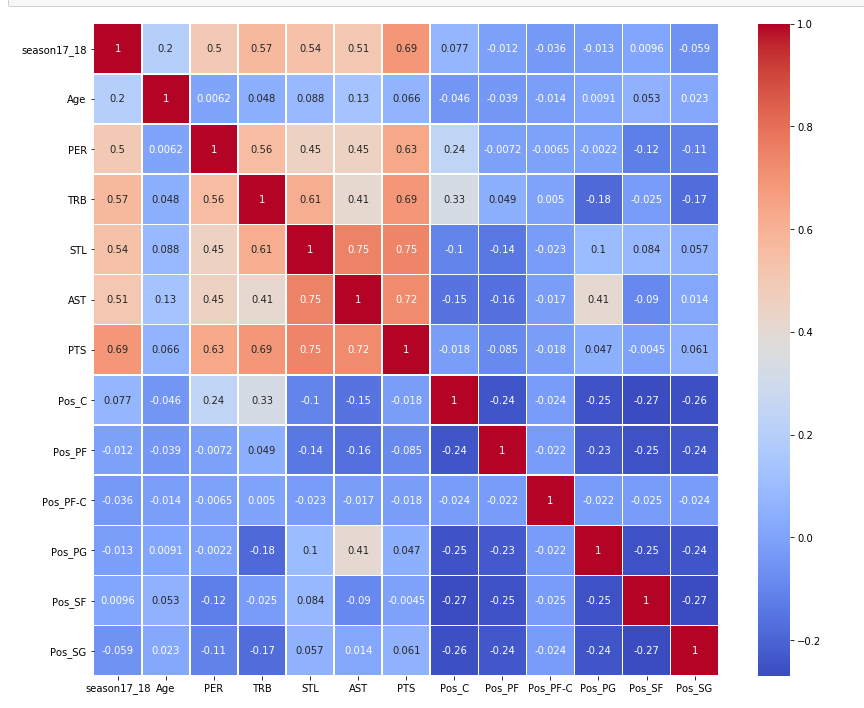 season17_18 1 0.2 0.5 0.57 0.54 0.51 0.69 0.077 -0.012 -0.036 -0.013 0.0096 -0.059
Age 0.2 1 0.0062 0.048 0.088 0.13 0.066 -0.046 -0.039 -0.014 0.0091 0.053 0.023
PER 0.5 0.0062 1 0.56 0.45 0.45 0.63 0.24 -0.0072 -0.0065 -0.0022 -0.12 -0.11
TRB 0.57 0.048 0.56 1 0.61 0.41 0.69 0.33 0.049 0.005 -0.18 -0.025 -0.17
STL 0.54 0.088 0.45 0.61 1 0.75 0.75 -0.1 -0.14 -0.023 0.1 0.084 0.057
AST 0.51 0.13 0.45 0.41 0.75 1 0.72 -0.15 -0.16 -0.017 0.41 -0.09 0.014
PTS 0.69 0.066 0.63 0.69 0.75 0.72 1 -0.018 -0.085 -0.018 0.047 -0.0045 0.061
Pos_C 0.077 -0.046 0.24 0.33 -0.1 -0.15 -0.018 1 -0.24 -0.024 -0.25 -0.27 -0.26
Pos_PF -0.012 -0.039 -0.0072 0.049 -0.14 -0.16 -0.085 -0.24 1 -0.022 -0.23 -0.25 -0.24
Pos_PF-C -0.036 -0.014 -0.0065 0.005 -0.023 -0.017 -0.018 -0.024 -0.022 1 -0.022 -0.025 -0.024
Pos_PG -0.013 0.0091 -0.0022 -0.18 0.1 0.41 0.047 -0.25 -0.23 -0.022 1 -0.25 -0.24
Pos_SF 0.0096 0.053 -0.12 -0.025 0.084 -0.09 -0.0045 -0.27 -0.25 -0.025 -0.25 1 -0.27
Pos_SG -0.059 0.023 -0.11 -0.17 0.057 0.014 0.061 -0.26 -0.24 -0.024 -0.24 -0.27 1
season17_18 Age PER TRB STL AST PTS Pos_C Pos_PF Pos_PF-C Pos_PG Pos_SF Pos_SG
1.0
0.8
0.6
0.4
0.2
0.0
−0.2